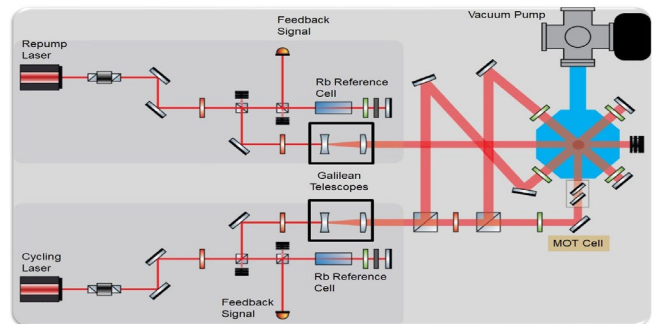 Feedback
Signal
Vacuum Pump
Repump
Laser
Rb Reference
Cell
Galilean
Telescopes
MOT Cell
Cycling
Laser
Rb Reference
Cell
Feedback
Signal